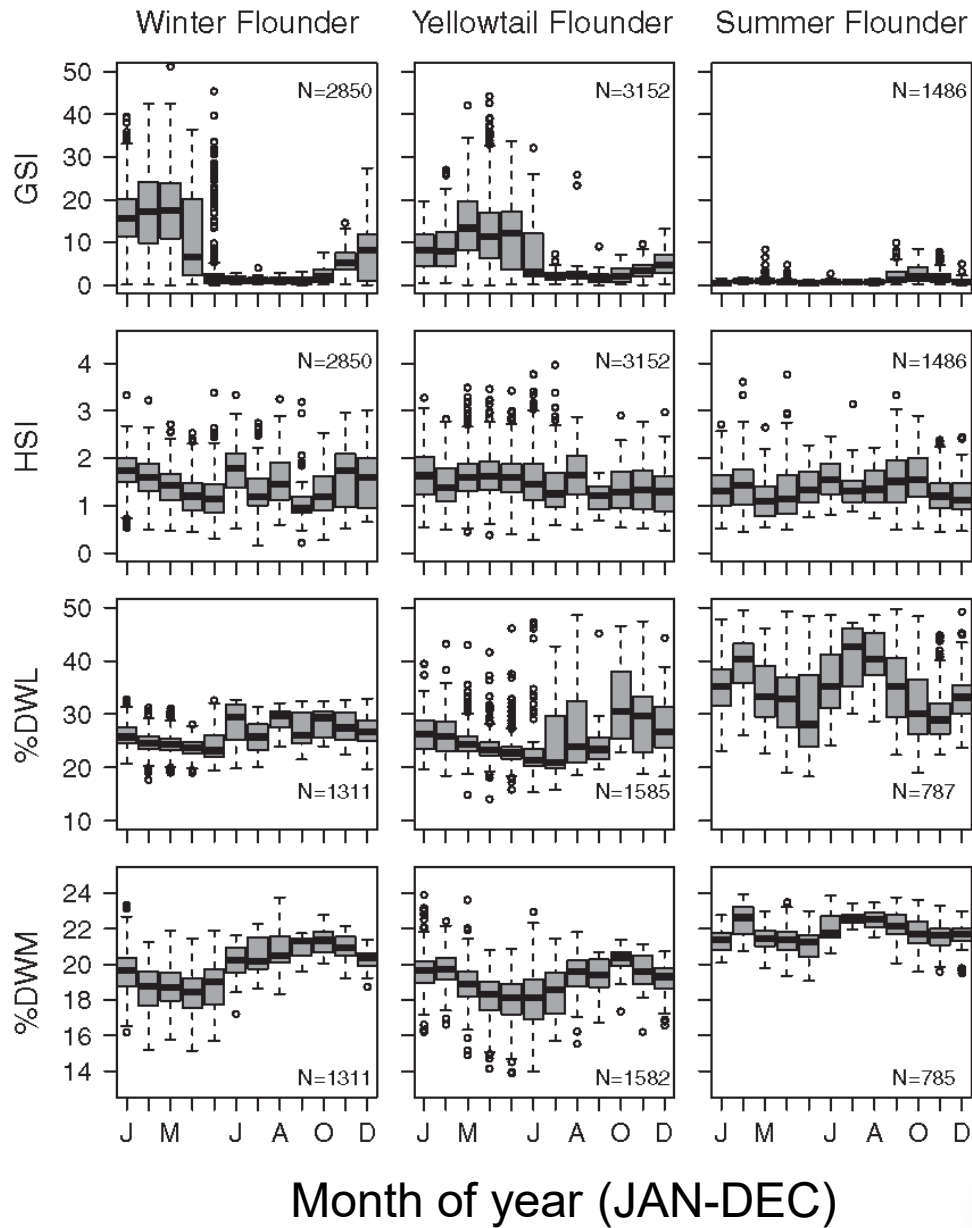 Winter Flounder Yellowtail Flounder Summer Flounder
GSI
50
40
30
20
10
0
N=2850 N=3152 N=1486
HSI
4
3
2
1
0
N=2850 N=3152 N=1486
%DWL
50
40
30
20
10
N=1311 N=1585 N=787
%DWM
24
22
20
18
16
14
N=1311 N=1582 N=785
J M J A O D J M J A O D J M J A O D
Month of year (JAN-DEC)